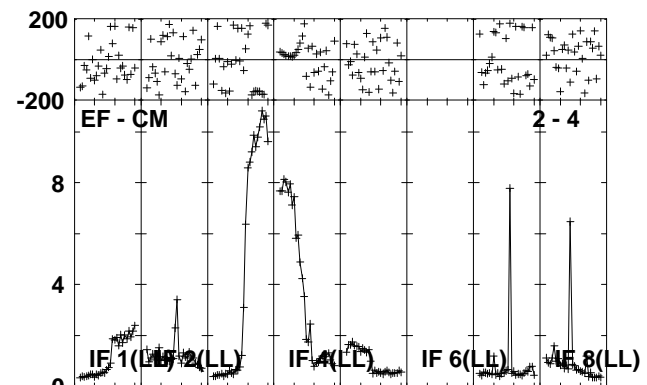 200
-200
EF - CM 2 - 4
8
4
0
IF 1(LL) IF 2(LL) IF 4(LL) IF 6(LL) IF 8(LL)